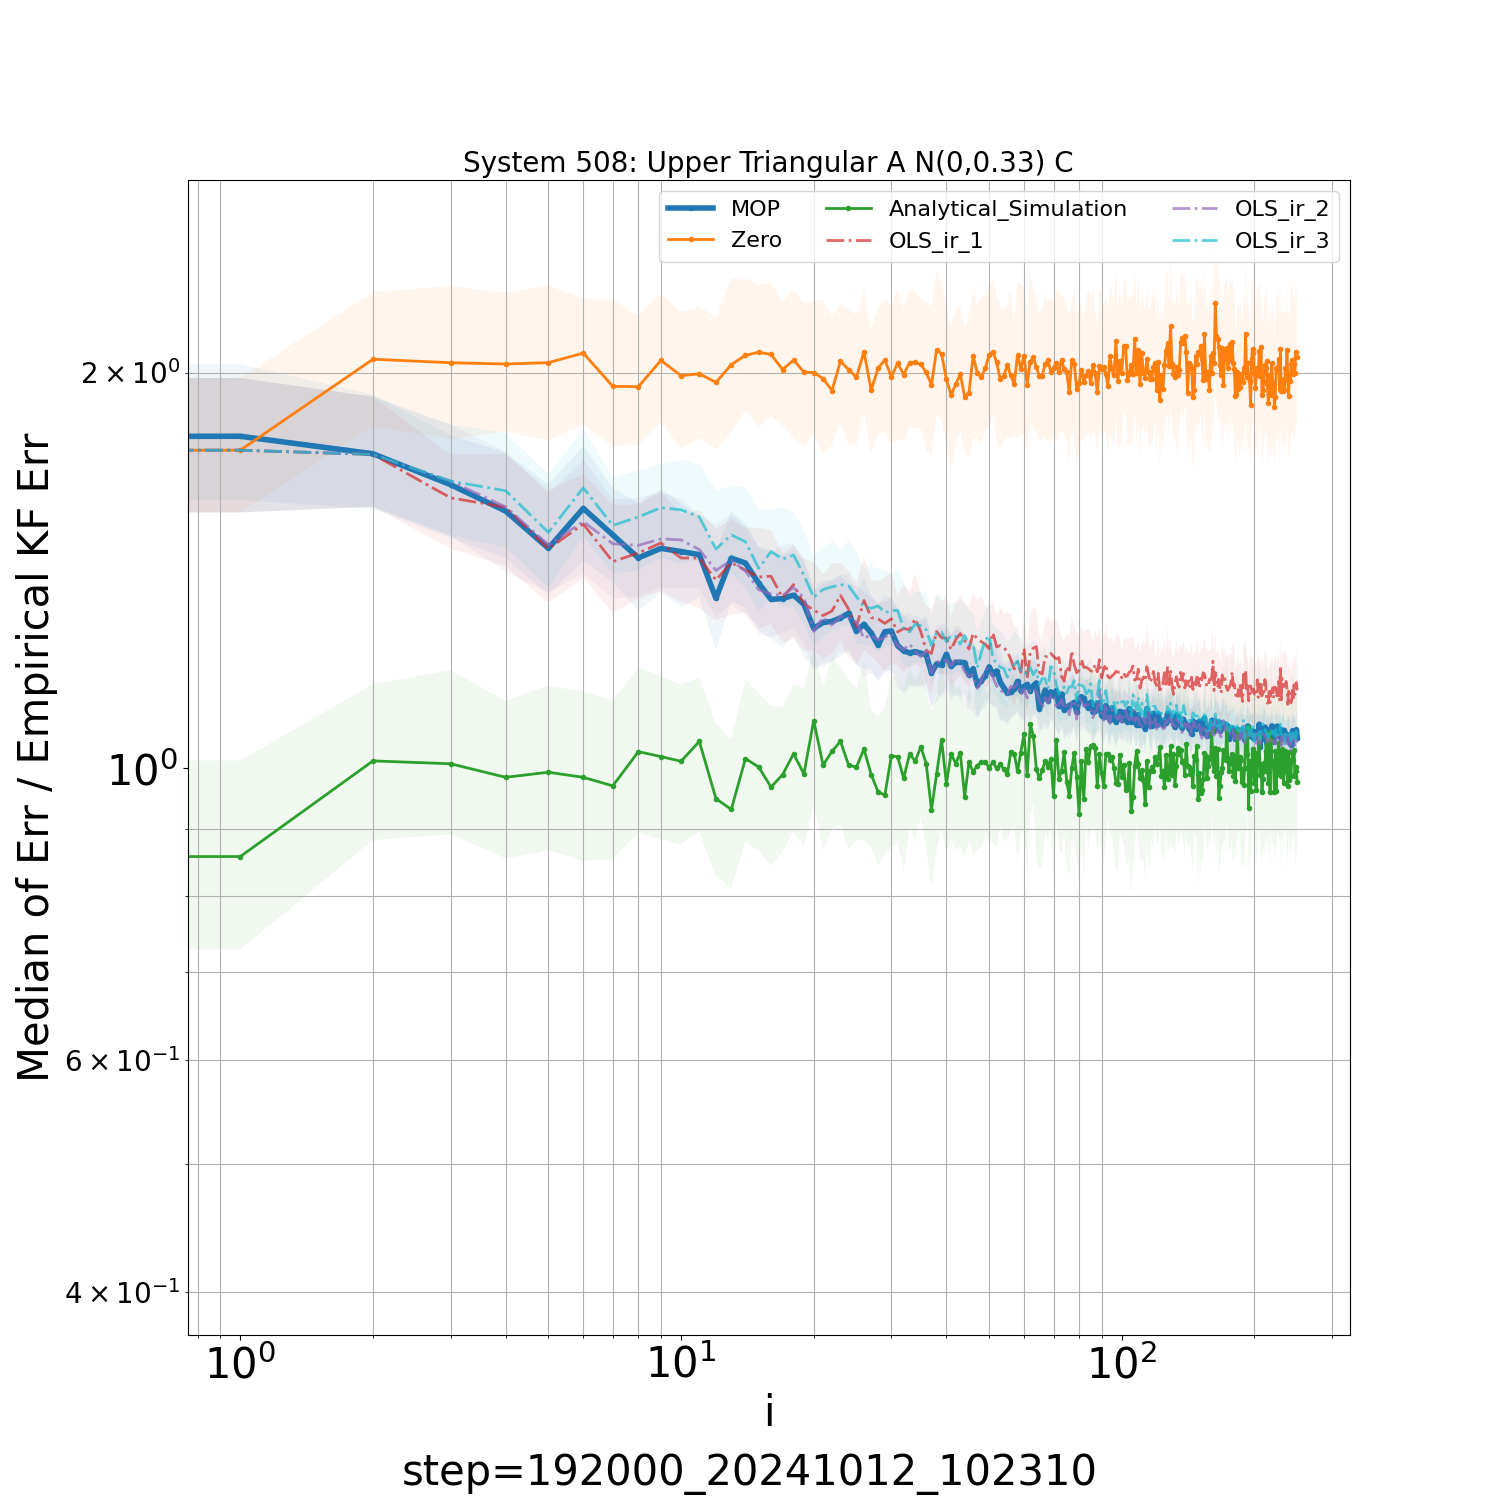 System 508: Upper Triangular A N(0,0.33) C
MOP
Zero
Analytical_Simulation
OLS_ir_1
OLS_ir_2
OLS_ir_3
Median of Err / Empirical KF Err
2 × 10⁰
10⁰
6 × 10⁻¹
4 × 10⁻¹
10⁰ 10¹ 10²
i
step=192000_20241012_102310